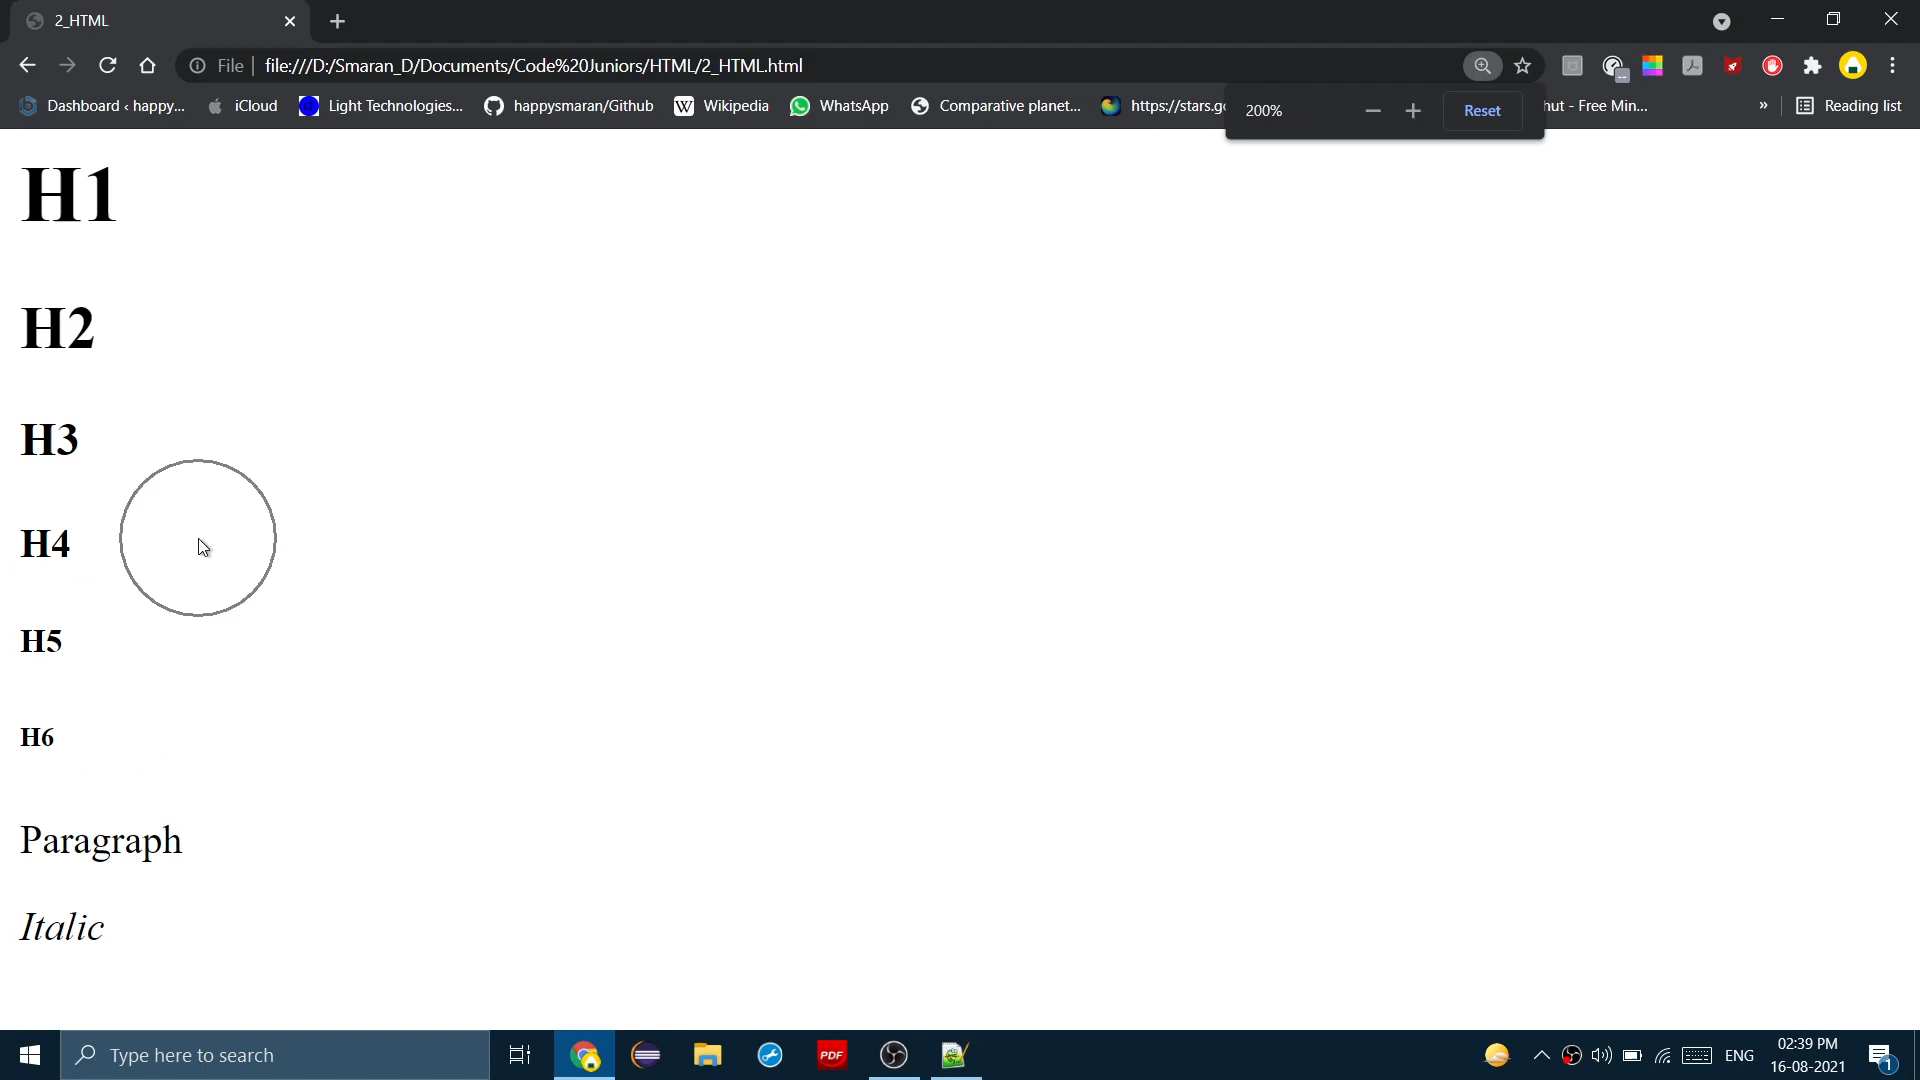 2_HTML
File file:///D:/Smaran_D/Documents/Code%20Juniors/HTML/2_HTML.html
Dashboard ‹ happy... iCloud Light Technologies... happysmaran/Github Wikipedia WhatsApp Comparative planet... https://stars.g hut - Free Min... » Reading list
200% Reset
H1
H2
H3
H4
H5
H6
Paragraph
Italic
Type here to search
PDF
ENG
02:39 PM
16-08-2021
1